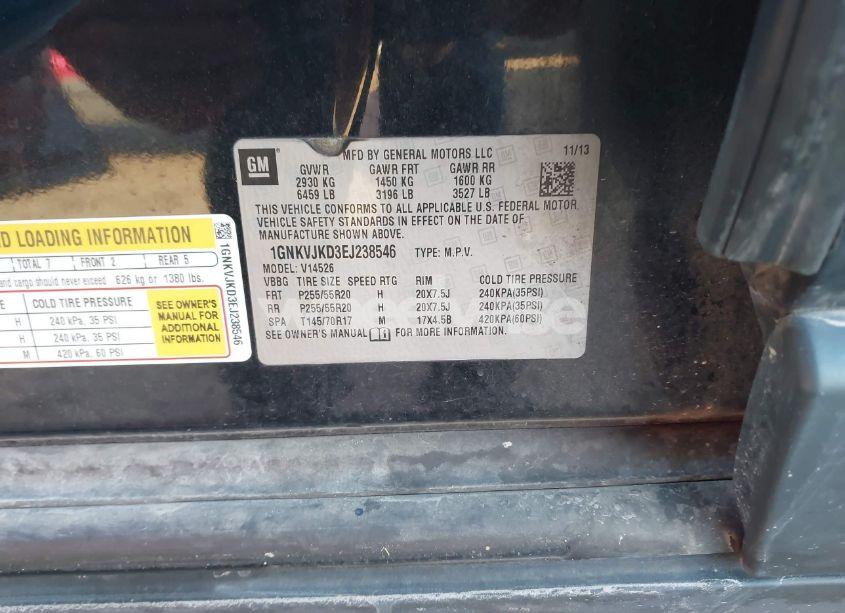 GM
MFD BY GENERAL MOTORS LLC 11/13
GVWR GAWR FRT GAWR RR
2930 KG 1450 KG 1600 KG
6459 LB 3196 LB 3527 LB
THIS VEHICLE CONFORMS TO ALL APPLICABLE U.S. FEDERAL MOTOR
VEHICLE SAFETY STANDARDS IN EFFECT ON THE DATE OF
MANUFACTURE SHOWN ABOVE.
1GNKVJKD3EJ238546 TYPE: M.P.V.
MODEL: V14526
VBBG TIRE SIZE SPEED RTG RIM COLD TIRE PRESSURE
FRT P255/55R20 H 20X7.5J 240KPA(35PSI)
RR P255/55R20 H 20X7.5J 240KPA(35PSI)
SPA T145/70R17 M 17X4.5B 420KPA(60PSI)
SEE OWNER'S MANUAL FOR MORE INFORMATION.
LOADING INFORMATION
TOTAL 7 FRONT 2 REAR 5
and cargo should never exceed 626 kg or 1380 lbs.
COLD TIRE PRESSURE
H 240 kPa, 35 PSI
H 240 kPa, 35 PSI
M 420 kPa, 60 PSI
SEE OWNER'S
MANUAL FOR
ADDITIONAL
INFORMATION
1GNKVJKD3EJ238546